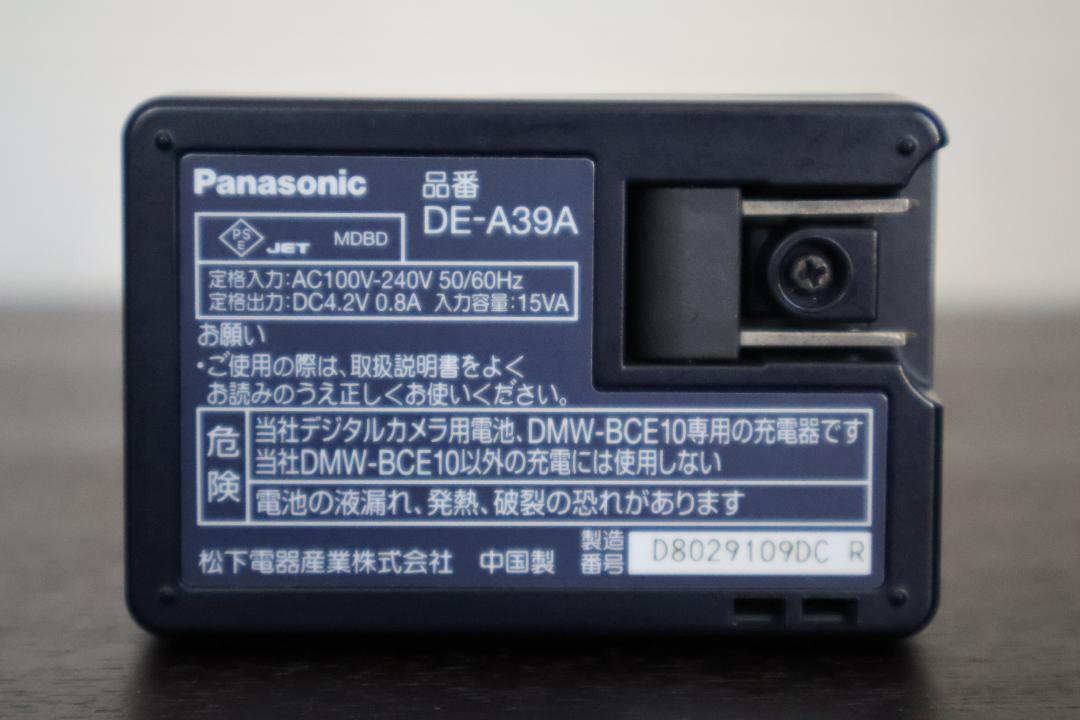 Panasonic
品番
DE-A39A
PS
E
JET MDBD
定格入力:AC100V-240V 50/60Hz
定格出力:DC4.2V 0.8A 入力容量:15VA
お願い
・ご使用の際は、取扱説明書をよく
お読みのうえ正しくお使いください。
危険
当社デジタルカメラ用電池、DMW-BCE10専用の充電器です
当社DMW-BCE10以外の充電には使用しない
電池の液漏れ、発熱、破裂の恐れがあります
松下電器産業株式会社 中国製
製造
番号
D8029109DC R